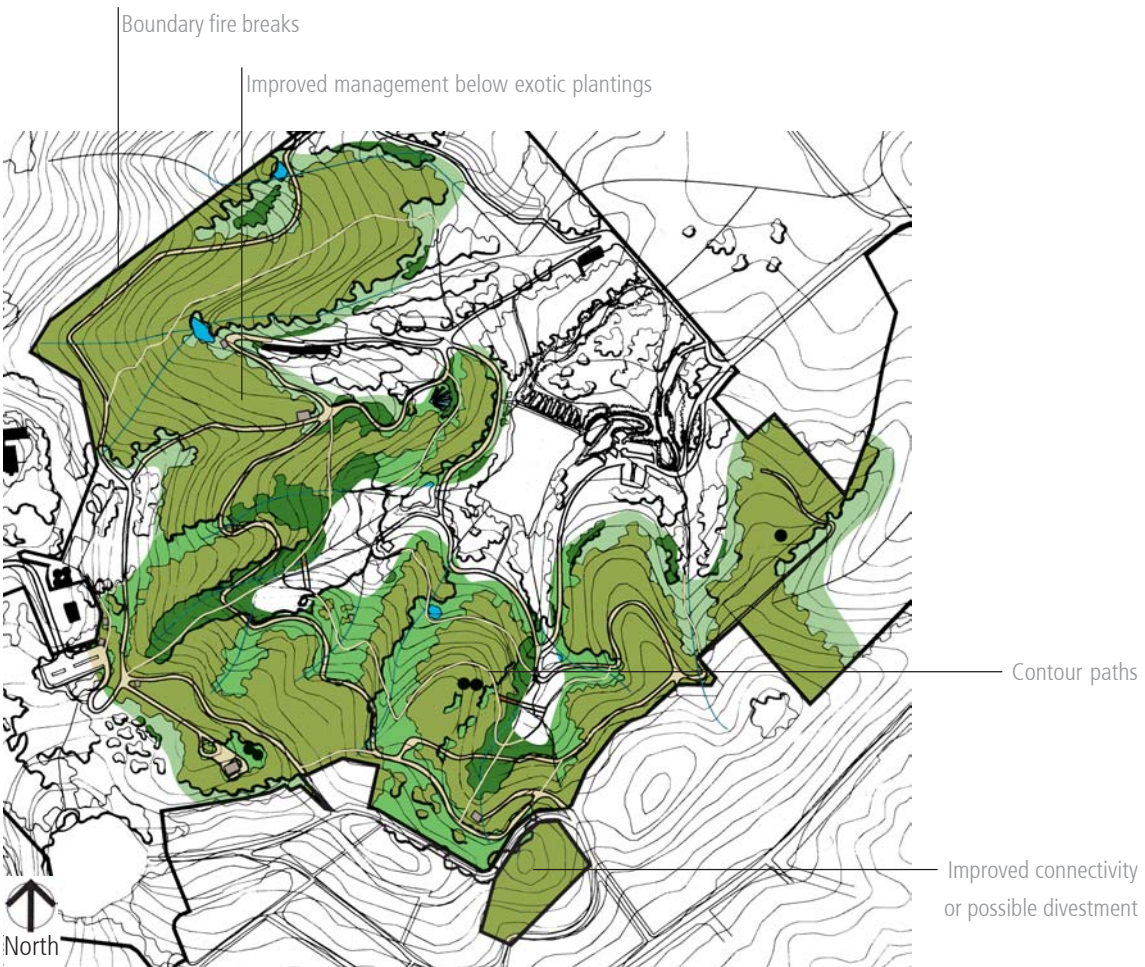 Boundary fire breaks
Improved management below exotic plantings
Contour paths
Improved connectivity
or possible divestment
North